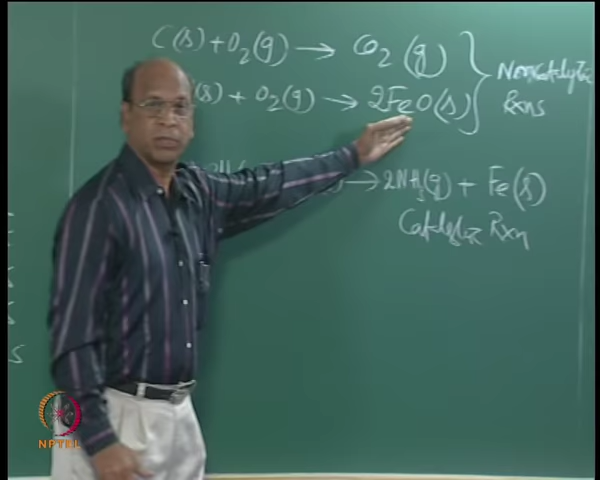 C(s) + O₂(g) → CO₂ (g)
(s) + O₂(g) → 2FeO(s)
Noncatalytic
Rxns
→ 2NH₃(g) + Fe(s)
Catalytic Rxn
S
NPTEL